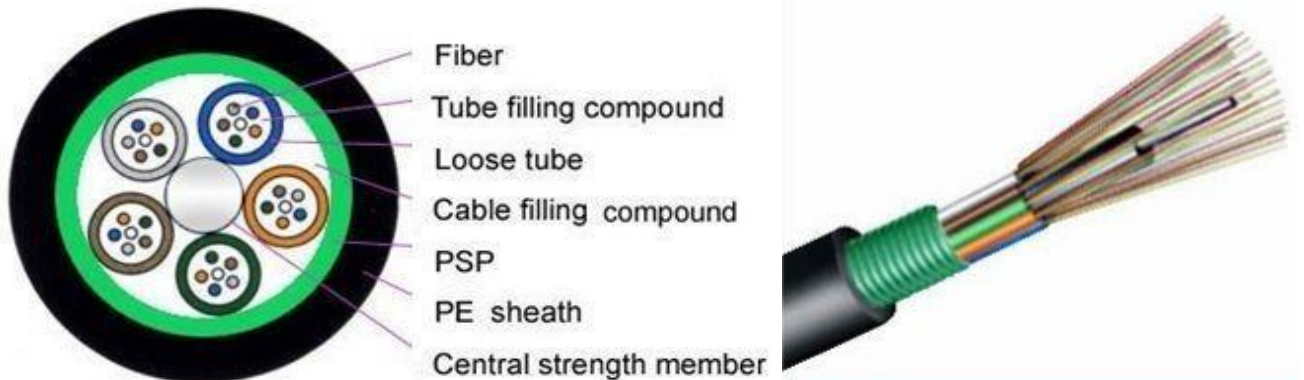 Fiber
Tube filling compound
Loose tube
Cable filling compound
PSP
PE sheath
Central strength member